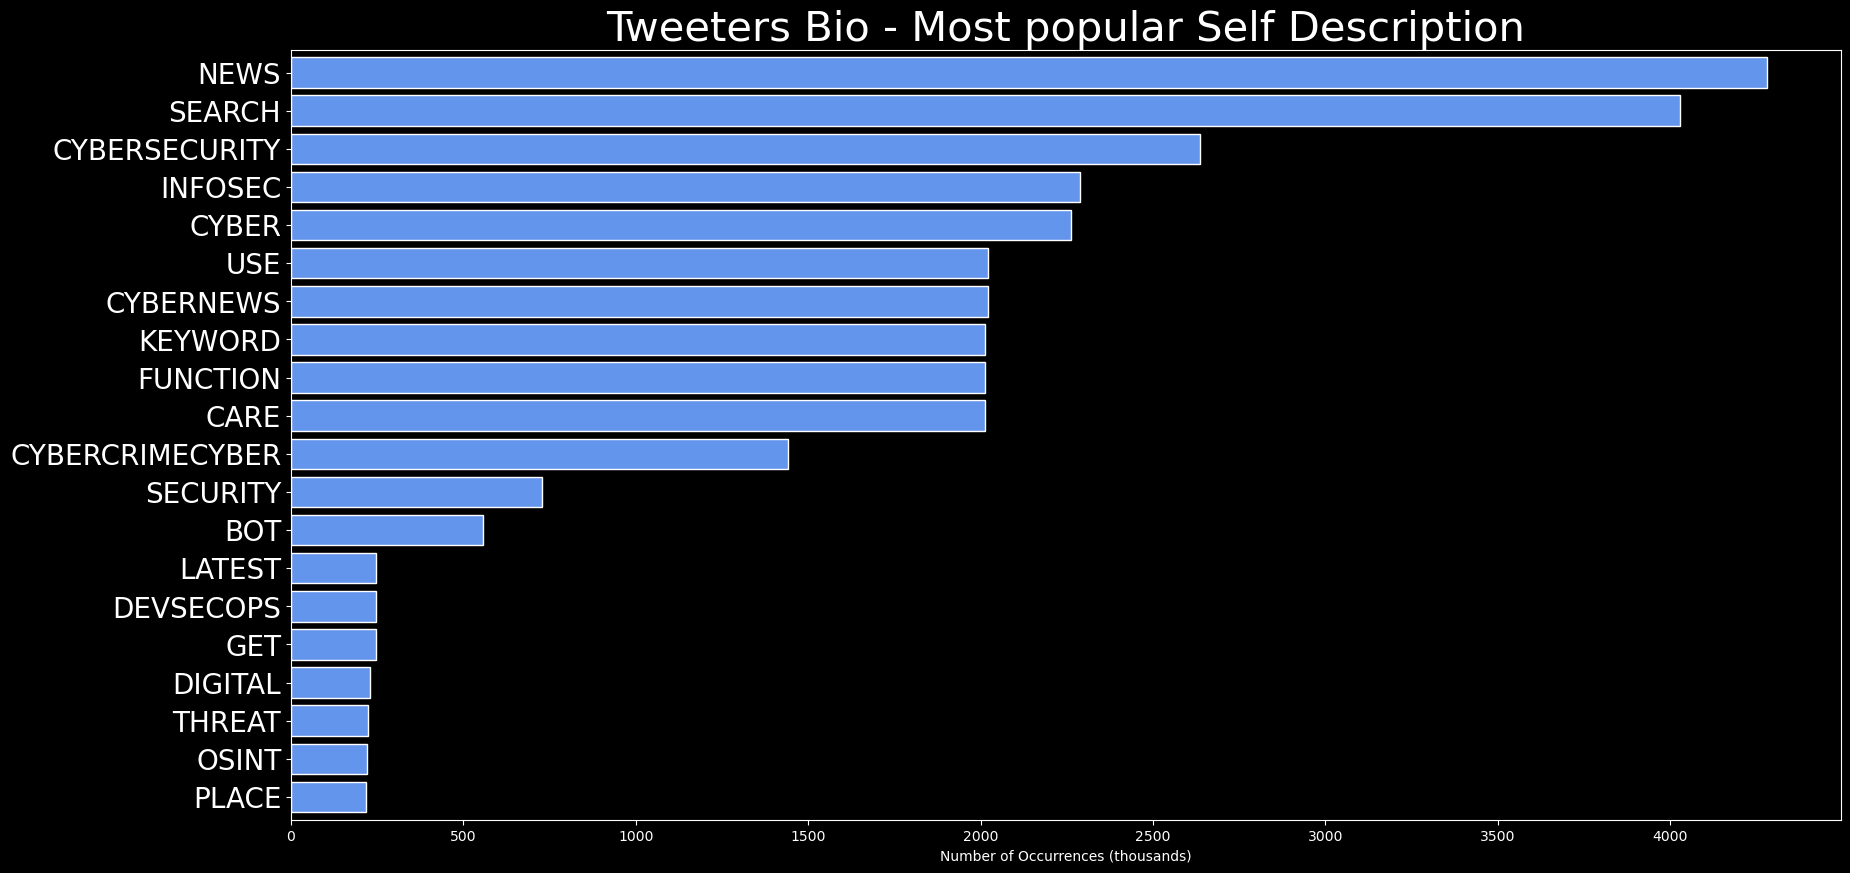 Tweeters Bio - Most popular Self Description
NEWS
SEARCH
CYBERSECURITY
INFOSEC
CYBER
USE
CYBERNEWS
KEYWORD
FUNCTION
CARE
CYBERCRIMECYBER
SECURITY
BOT
LATEST
DEVSECOPS
GET
DIGITAL
THREAT
OSINT
PLACE
0 500 1000 1500 2000 2500 3000 3500 4000
Number of Occurrences (thousands)